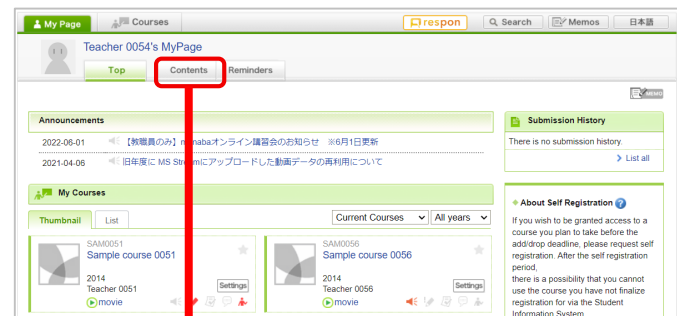 My Page
Courses
respon
Search
Memos
日本語
Teacher 0054's MyPage
Top
Contents
Reminders
MEMO
Announcements
2022-06-01 【教職員のみ】 m nabaオンライン講習会のお知らせ ※6月1日更新
2021-04-06 旧年度に MS Stre mにアップロードした動画データの再利用について
My Courses
Thumbnail
List
Current Courses
All years
SAM0051
Sample course 0051
2014
Teacher 0051
Settings
movie
SAM0056
Sample course 0056
2014
Teacher 0056
Settings
movie
Submission History
There is no submission history.
List all
About Self Registration ?
If you wish to be granted access to a
course you plan to take before the
add/drop deadline, please request self
registration. After the self registration
period,
there is a possibility that you cannot
use the course you have not finalize
registration for via the Student
Information System